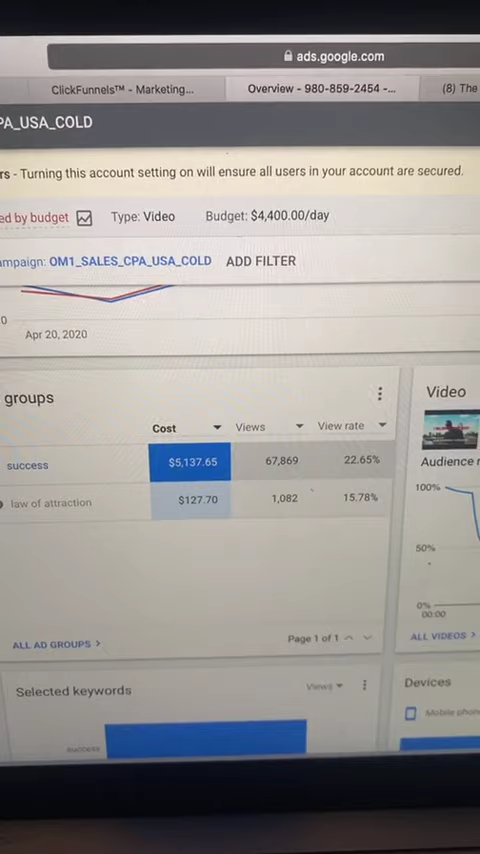 ads.google.com
ClickFunnels™ - Marketing...
Overview - 980-859-2454 -...
(8) The
PA_USA_COLD
rs - Turning this account setting on will ensure all users in your account are secured.
ed by budget
Type: Video
Budget: $4,400.00/day
ampaign: OM1_SALES_CPA_USA_COLD
ADD FILTER
0
Apr 20, 2020
groups
Cost
Views
View rate
success
$5,137.65
67,869
22.65%
law of attraction
$127.70
1,082
15.78%
ALL AD GROUPS >
Page 1 of 1
Video
Audience r
100%
50%
0%
00:00
ALL VIDEOS >
Selected keywords
Views
success
Devices
Mobile phon